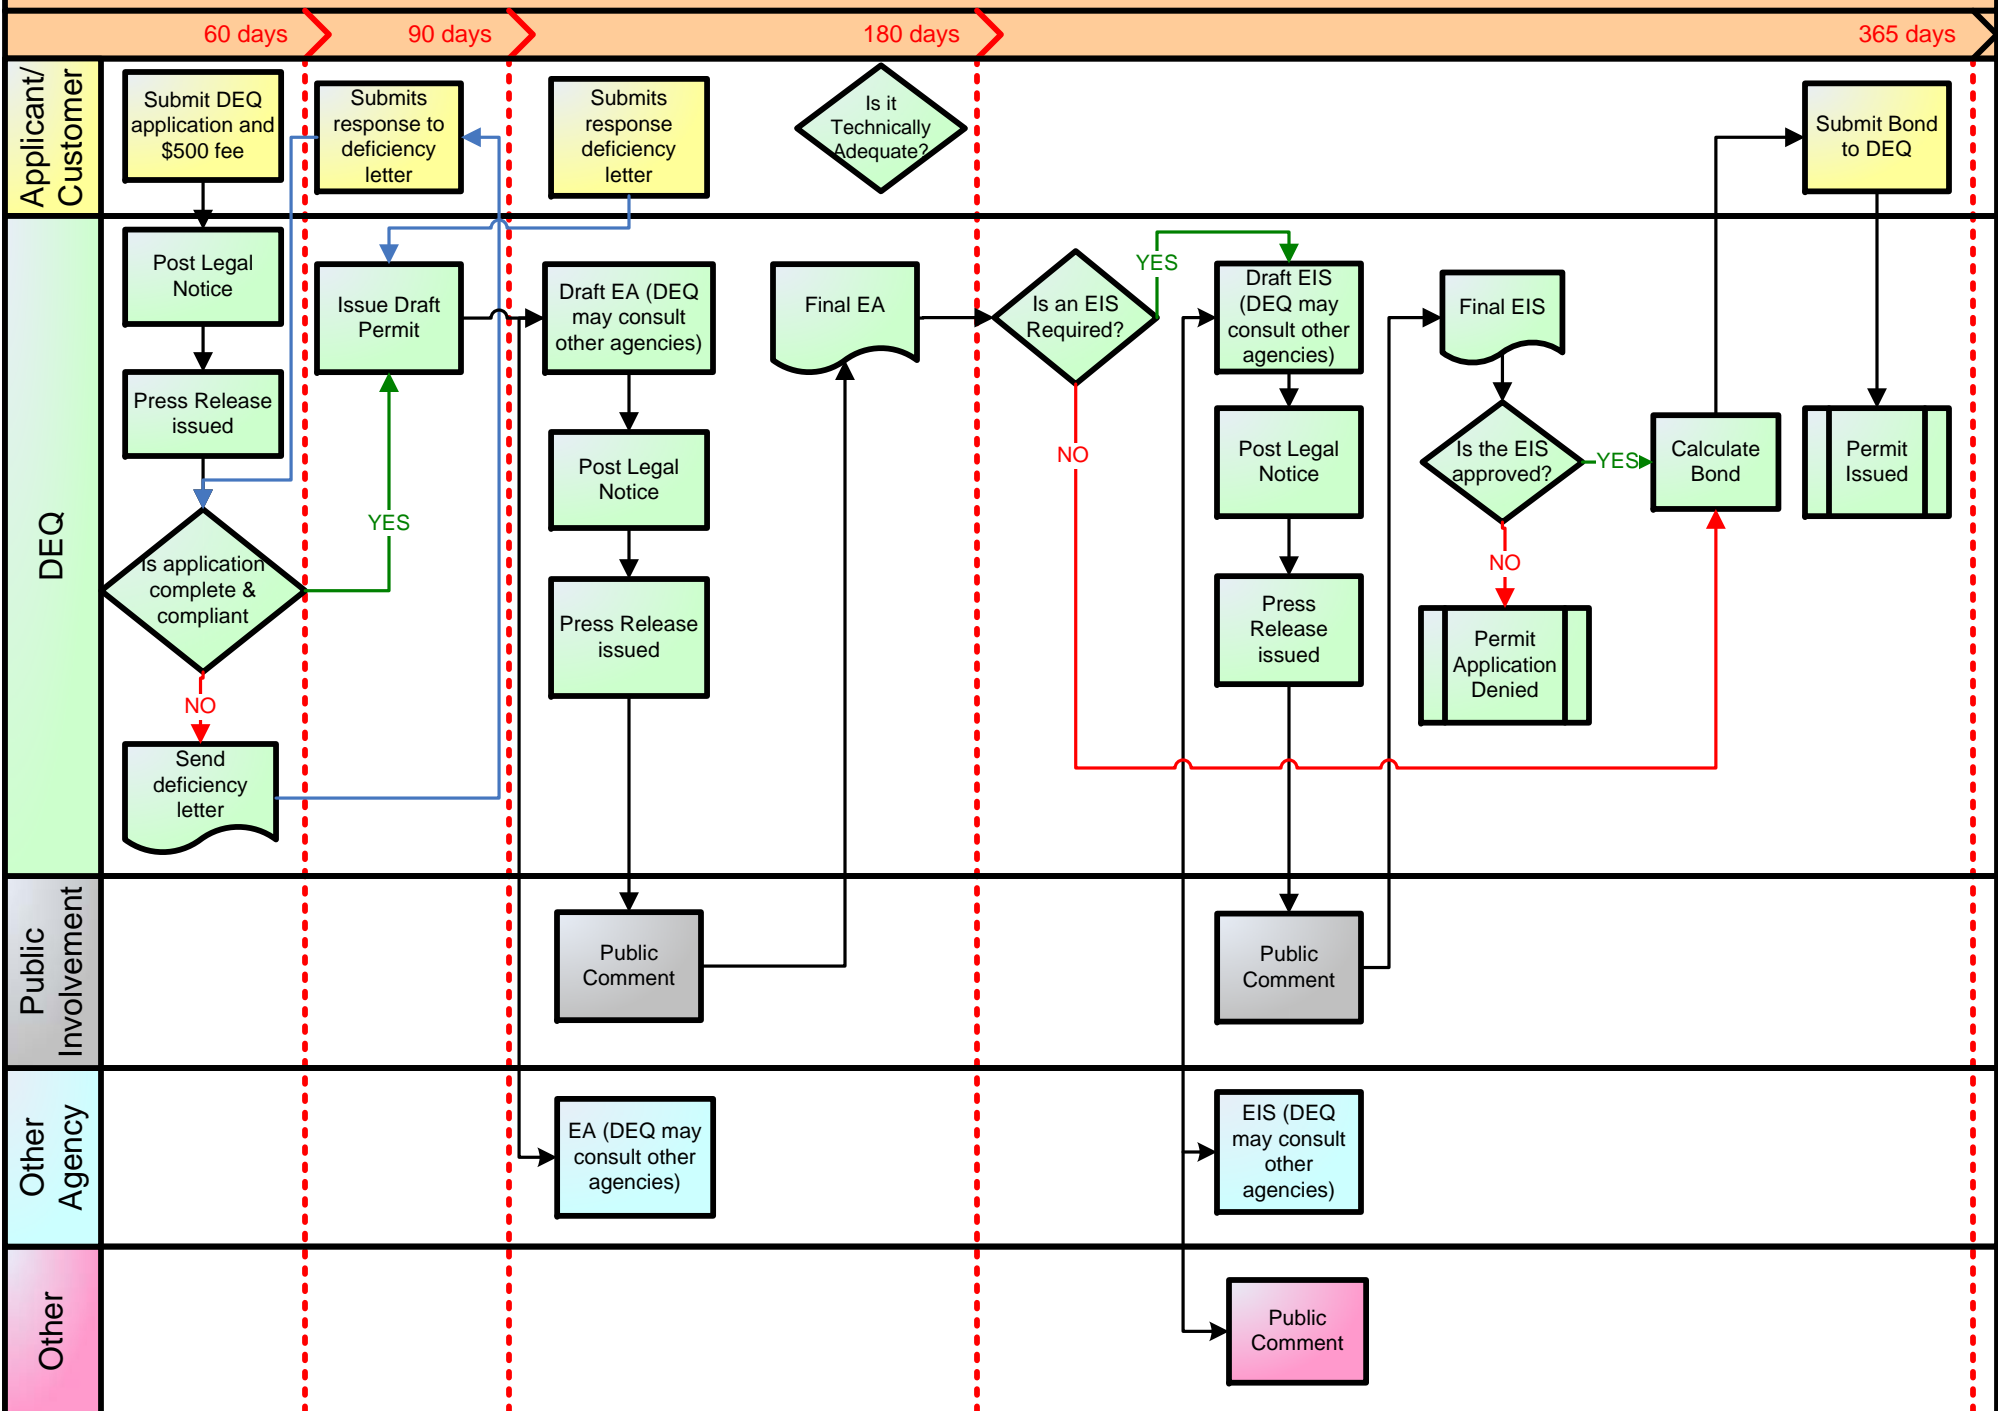 60 days
90 days
180 days
365 days
Applicant/
Customer
Submit DEQ
application and
$500 fee
Submits
response to
deficiency
letter
Submits
response
deficiency
letter
Is it
Technically
Adequate?
Submit Bond
to DEQ
DEQ
Post Legal
Notice
Press Release
issued
Is application
complete &
compliant
YES
NO
Send
deficiency
letter
Issue Draft
Permit
Draft EA (DEQ
may consult
other agencies)
Post Legal
Notice
Press Release
issued
Final EA
Is an EIS
Required?
YES
NO
Draft EIS
(DEQ may
consult other
agencies)
Post Legal
Notice
Press
Release
issued
Final EIS
Is the EIS
approved?
YES
NO
Permit
Application
Denied
Calculate
Bond
Permit
Issued
Public
Involvement
Public
Comment
Public
Comment
Other
Agency
EA (DEQ may
consult other
agencies)
EIS (DEQ
may consult
other
agencies)
Other
Public
Comment